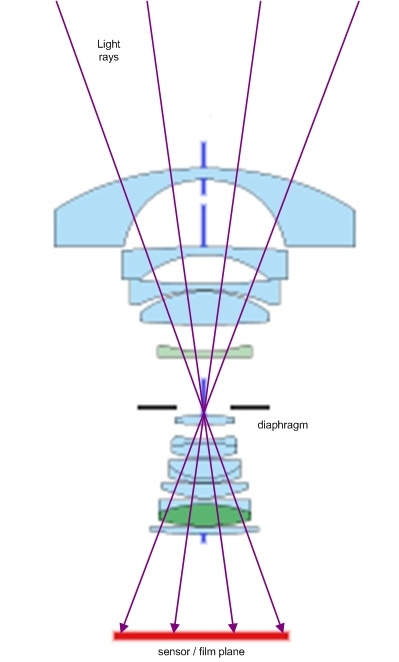 Light
rays
diaphragm
sensor / film plane